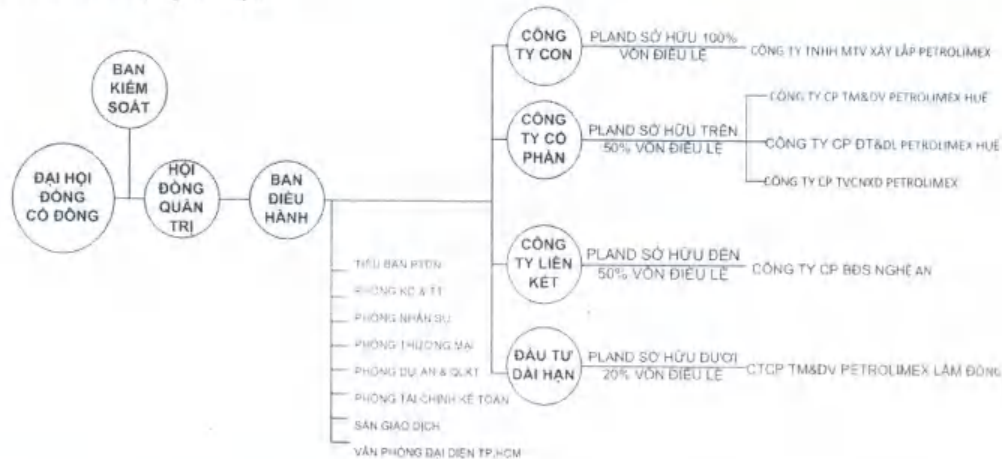 BAN
KIỂM
SOÁT
ĐẠI HỘI
ĐỒNG
CỔ ĐÔNG
HỘI
ĐỒNG
QUẢN
TRỊ
BAN
ĐIỀU
HÀNH
TIỂU BAN PTDN
PHÒNG KD & TT
PHÒNG NHÂN SỰ
PHÒNG THƯƠNG MẠI
PHÒNG DỰ ÁN & QLKT
PHÒNG TÀI CHÍNH KẾ TOÁN
SÀN GIAO DỊCH
VĂN PHÒNG ĐẠI DIỆN TP.HCM
CÔNG
TY CON
PLAND SỞ HỮU 100%
VỐN ĐIỀU LỆ
CÔNG TY TNHH MTV XÂY LẮP PETROLIMEX
CÔNG
TY CỔ
PHẦN
PLAND SỞ HỮU TRÊN
50% VỐN ĐIỀU LỆ
CÔNG TY CP TM&DV PETROLIMEX HUẾ
CÔNG TY CP ĐT&DL PETROLIMEX HUẾ
CÔNG TY CP TVCNXD PETROLIMEX
CÔNG
TY LIÊN
KẾT
PLAND SỞ HỮU ĐẾN
50% VỐN ĐIỀU LỆ
CÔNG TY CP BĐS NGHỆ AN
ĐẦU TƯ
DÀI HẠN
PLAND SỞ HỮU DƯỚI
20% VỐN ĐIỀU LỆ
CTCP TM&DV PETROLIMEX LÂM ĐỒNG